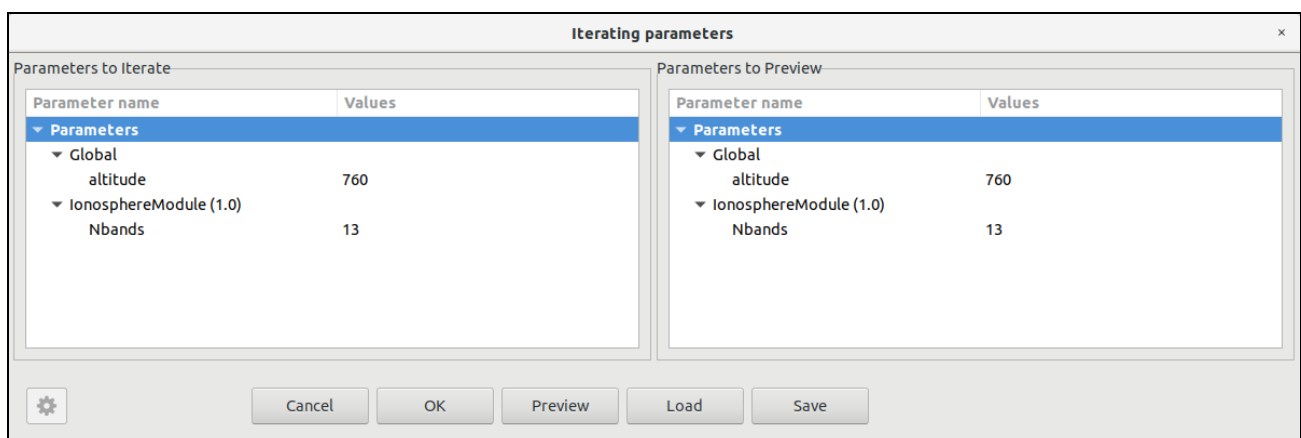 Iterating parameters ×
Parameters to Iterate
Parameter name Values
Parameters
Global
altitude 760
IonosphereModule (1.0)
Nbands 13
Parameters to Preview
Parameter name Values
Parameters
Global
altitude 760
IonosphereModule (1.0)
Nbands 13
Cancel OK Preview Load Save